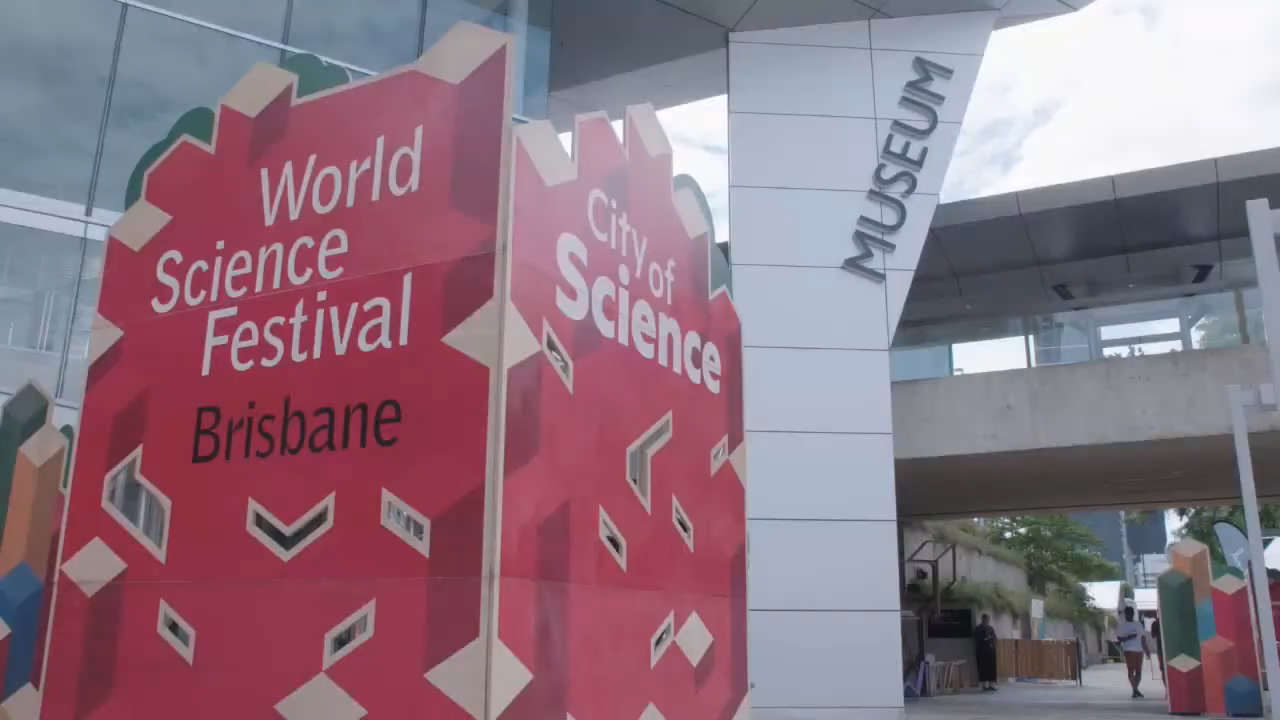 World
Science
Festival
Brisbane
City of
Science
MUSEUM